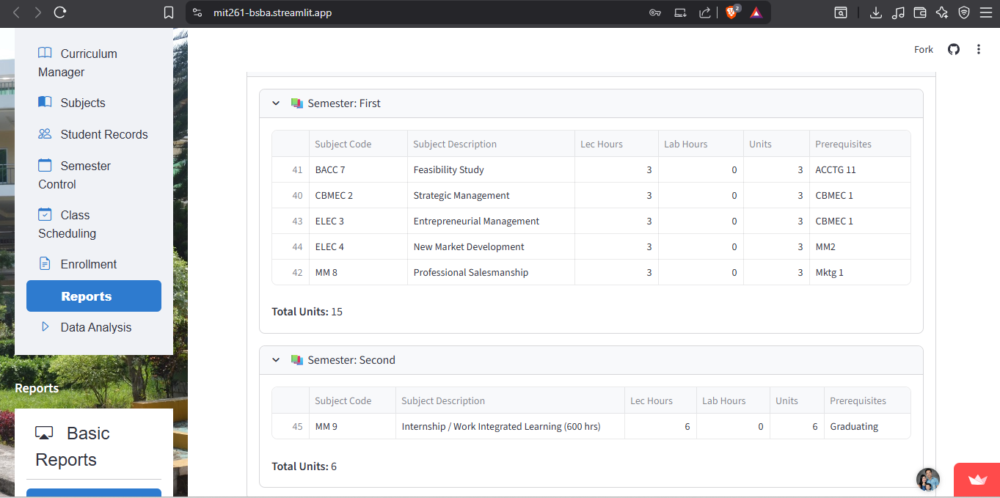 mit261-bsba.streamlit.app
2
Fork
Curriculum
Manager
Subjects
Student Records
Semester
Control
Class
Scheduling
Enrollment
Reports
Data Analysis
Reports
Basic
Reports
Semester: First
Subject Code Subject Description Lec Hours Lab Hours Units Prerequisites
41 BACC 7 Feasibility Study 3 0 3 ACCTG 11
40 CBMEC 2 Strategic Management 3 0 3 CBMEC 1
43 ELEC 3 Entrepreneurial Management 3 0 3 CBMEC 1
44 ELEC 4 New Market Development 3 0 3 MM2
42 MM 8 Professional Salesmanship 3 0 3 Mktg 1
Total Units: 15
Semester: Second
Subject Code Subject Description Lec Hours Lab Hours Units Prerequisites
45 MM 9 Internship / Work Integrated Learning (600 hrs) 6 0 6 Graduating
Total Units: 6